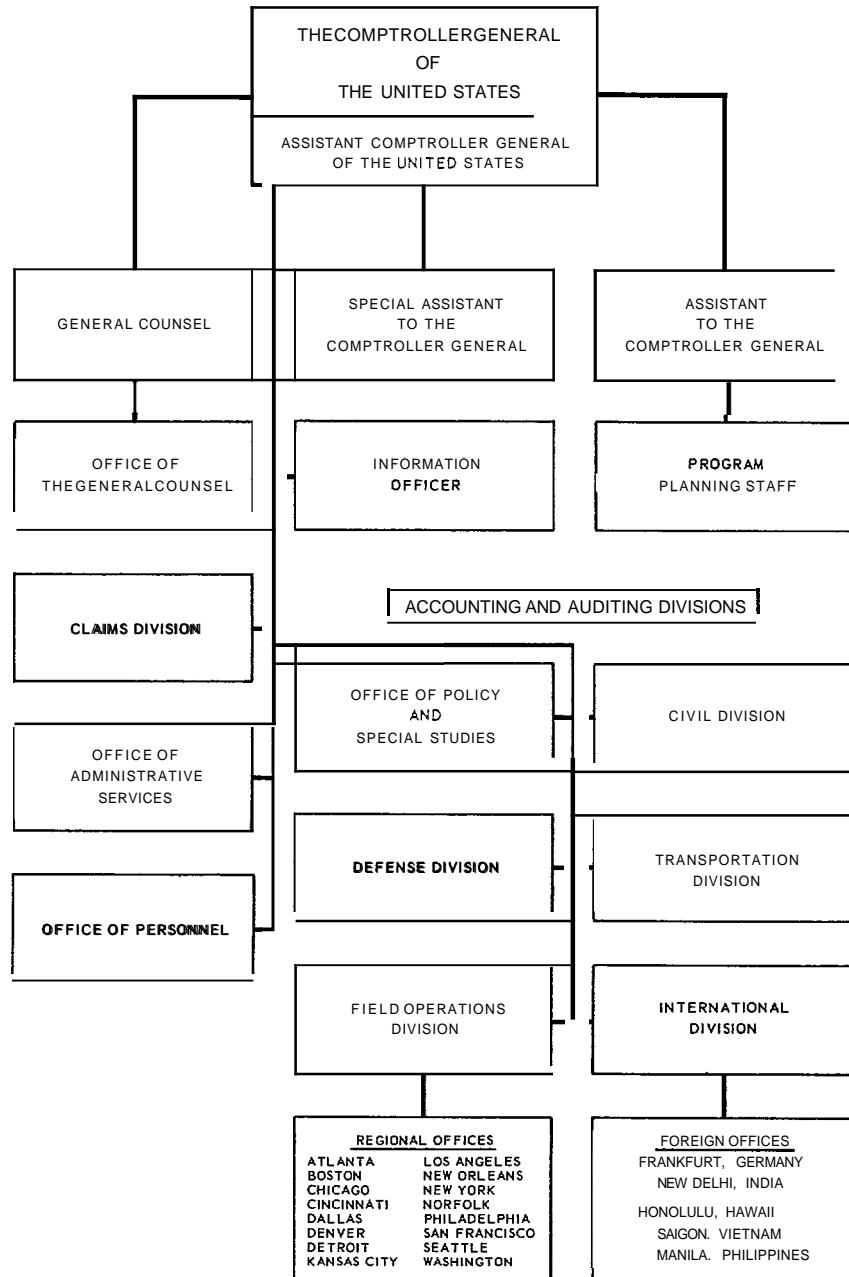 THECOMPTROLLERGENERAL
OF
THE UNITED STATES
ASSISTANT COMPTROLLER GENERAL
OF THE UNITED STATES
GENERAL COUNSEL
SPECIAL ASSISTANT
TO THE
COMPTROLLER GENERAL
ASSISTANT
TO THE
COMPTROLLER GENERAL
OFFICE OF
THEGENERALCOUNSEL
INFORMATION
OFFICER
PROGRAM
PLANNING STAFF
CLAIMS DIVISION
ACCOUNTING AND AUDITING DIVISIONS
OFFICE OF POLICY
AND
SPECIAL STUDIES
CIVIL DIVISION
OFFICE OF
ADMINISTRATIVE
SERVICES
DEFENSE DIVISION
TRANSPORTATION
DIVISION
OFFICE OF PERSONNEL
FIELD OPERATIONS
DIVISION
INTERNATIONAL
DIVISION
REGIONAL OFFICES
ATLANTA LOS ANGELES
BOSTON NEW ORLEANS
CHICAGO NEW YORK
CINCINNATI NORFOLK
DALLAS PHILADELPHIA
DENVER SAN FRANCISCO
DETROIT SEATTLE
KANSAS CITY WASHINGTON
FOREIGN OFFICES
FRANKFURT, GERMANY
NEW DELHI, INDIA
HONOLULU, HAWAII
SAIGON. VIETNAM
MANILA. PHILIPPINES